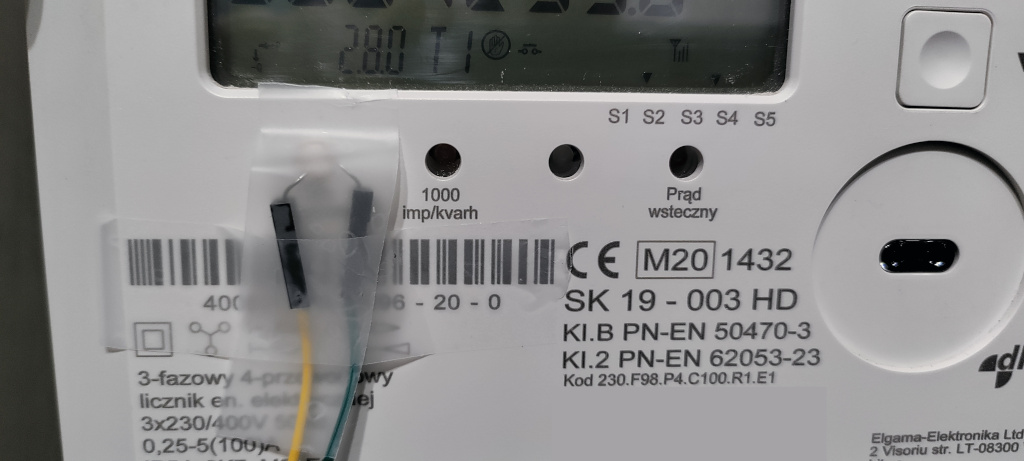 2.8.0 T1
S1 S2 S3 S4 S5
1000
imp/kvarh
Prąd
wsteczny
CE M20 1432
96 - 20 - 0
SK 19 - 003 HD
KI.B PN-EN 50470-3
KI.2 PN-EN 62053-23
Kod 230.F98.P4.C100.R1.E1
3-fazowy
licznik en.
3x230/400V
0,25-5(100)A
Elgama-Elektronika Ltd
2 Visoriu str. LT-08300